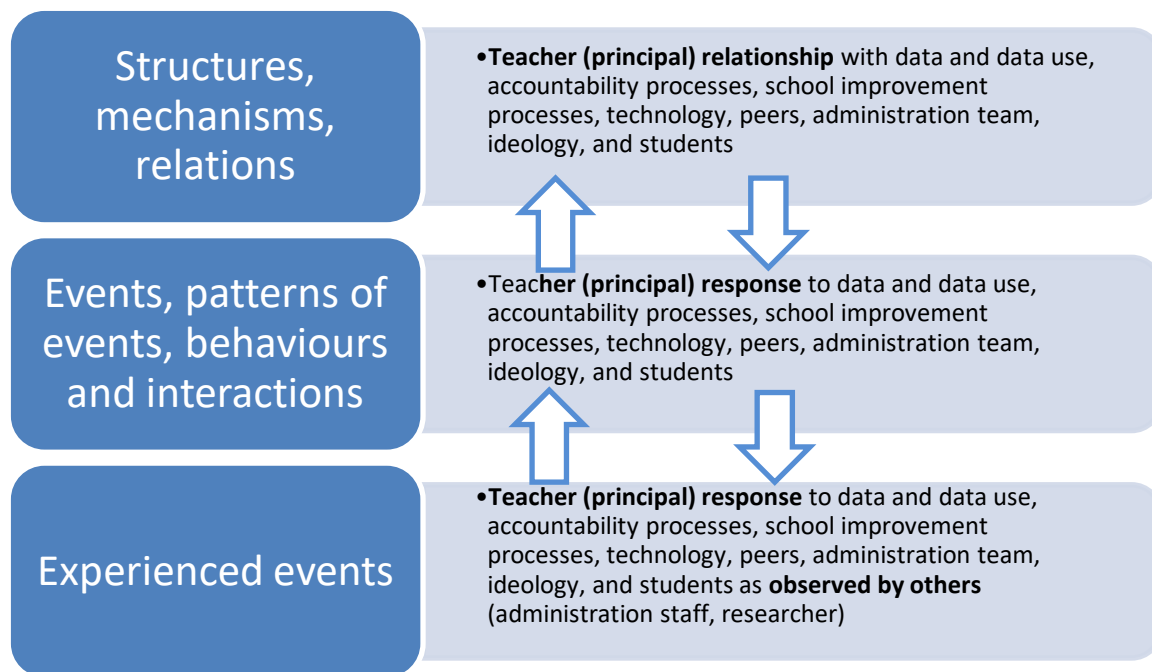 Structures,
mechanisms,
relations
•Teacher (principal) relationship with data and data use,
accountability processes, school improvement
processes, technology, peers, administration team,
ideology, and students
Events, patterns of
events, behaviours
and interactions
•Teacher (principal) response to data and data use,
accountability processes, school improvement
processes, technology, peers, administration team,
ideology, and students
Experienced events
•Teacher (principal) response to data and data use,
accountability processes, school improvement
processes, technology, peers, administration team,
ideology, and students as observed by others
(administration staff, researcher)